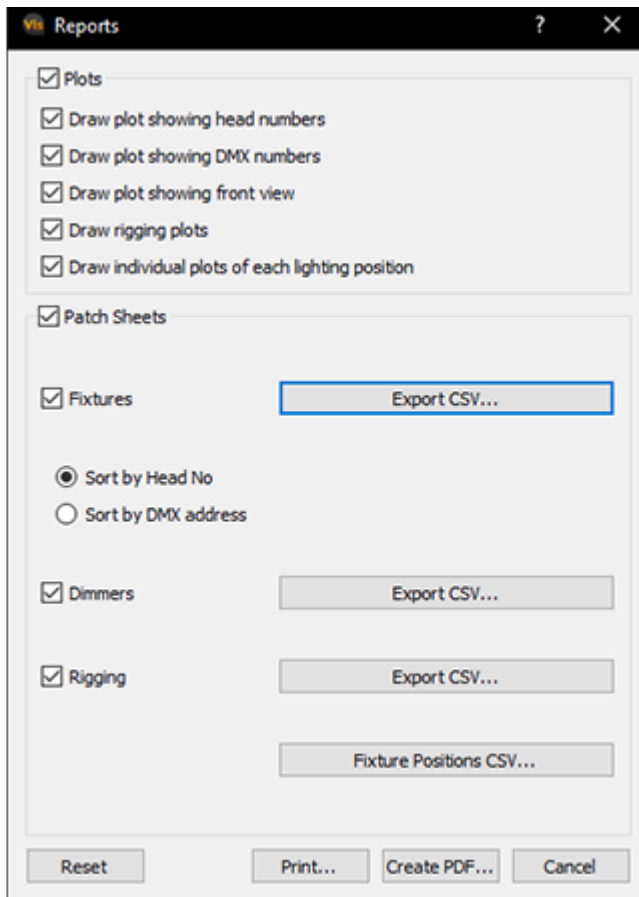 Vis Reports ?
Plots
Draw plot showing head numbers
Draw plot showing DMX numbers
Draw plot showing front view
Draw rigging plots
Draw individual plots of each lighting position
Patch Sheets
Fixtures Export CSV...
Sort by Head No
Sort by DMX address
Dimmers Export CSV...
Rigging Export CSV...
Fixture Positions CSV...
Reset Print... Create PDF... Cancel